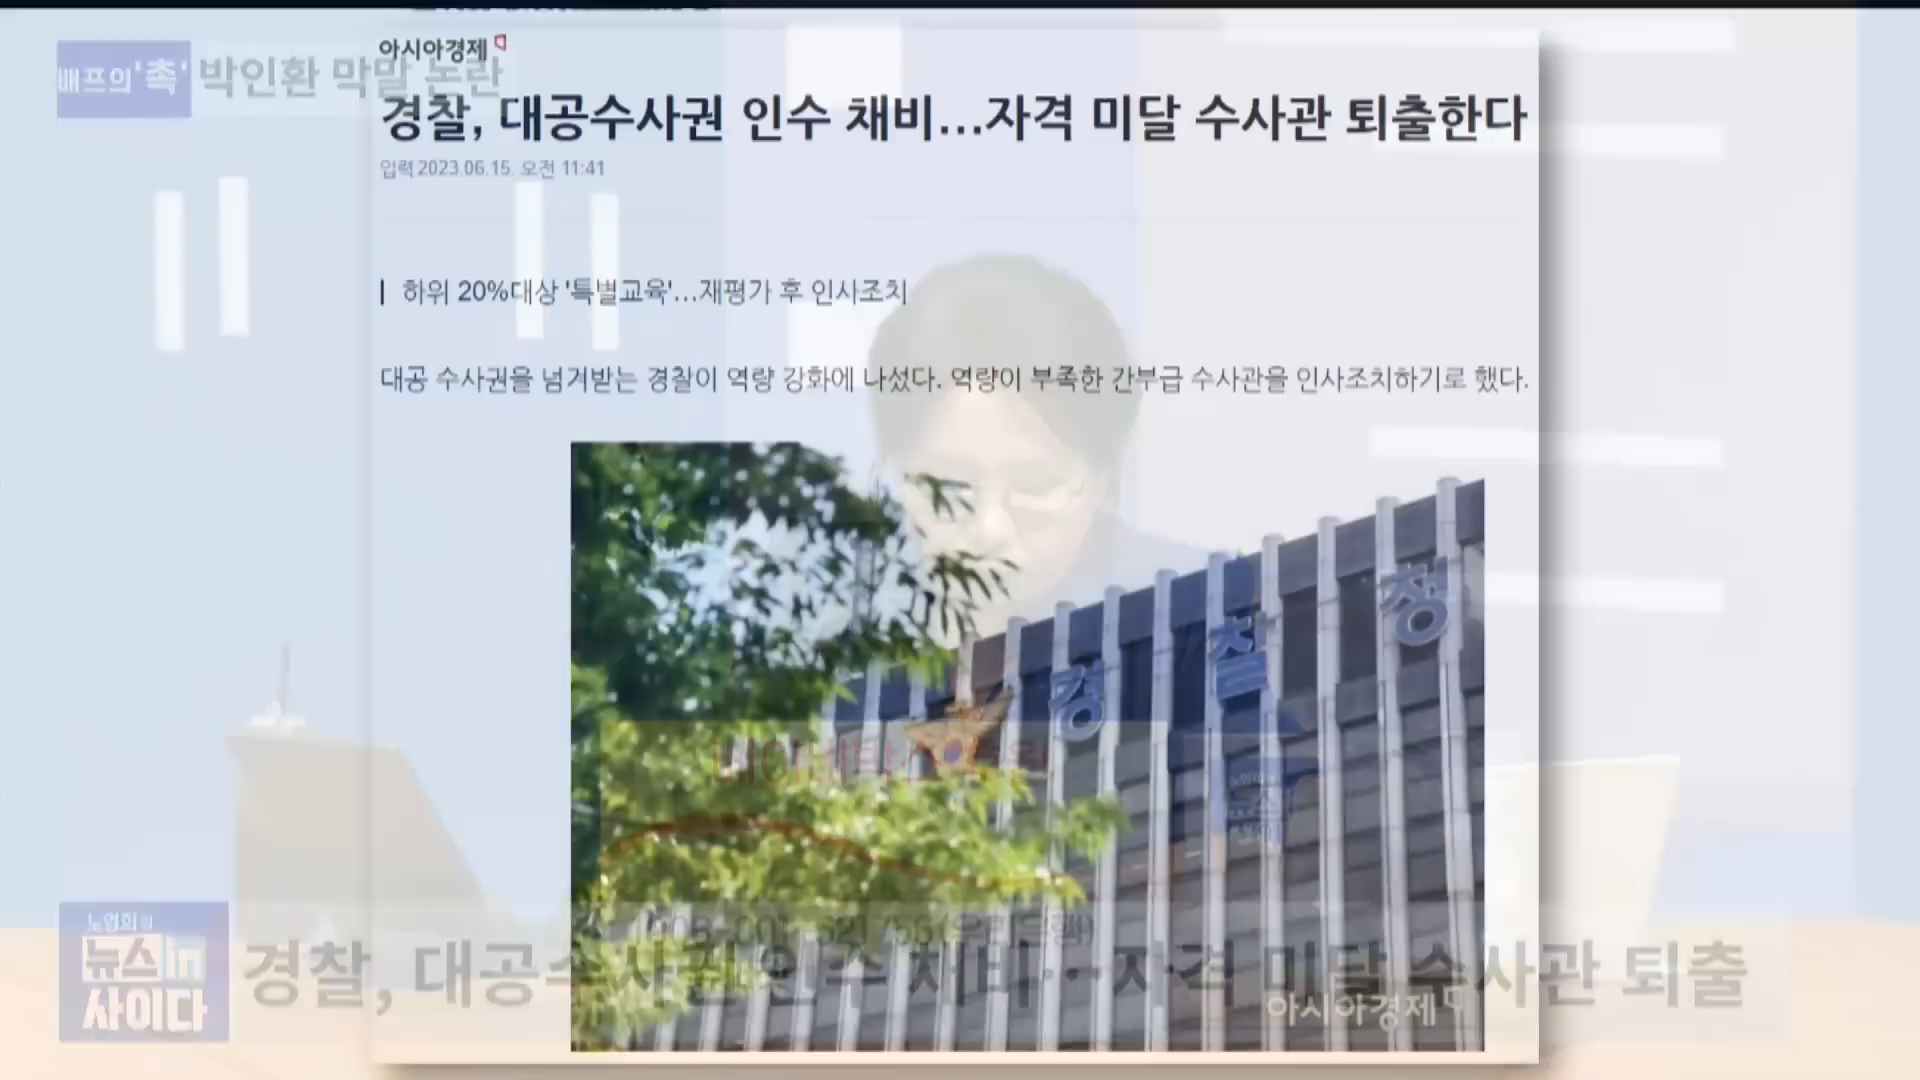 아시아경제
배프의 '촉' 박인환 막말 논란
경찰, 대공수사권 인수 채비...자격 미달 수사관 퇴출한다
입력 2023.06.15. 오전 11:41
하위 20%대상 '특별교육'...재평가 후 인사조치
대공 수사권을 넘겨받는 경찰이 역량 강화에 나섰다. 역량이 부족한 간부급 수사관을 인사조치하기로 했다.
경찰청
노영희의
뉴스in
사이다
경찰, 대공수사권 인수 채비…자격 미달 수사관 퇴출
아시아경제